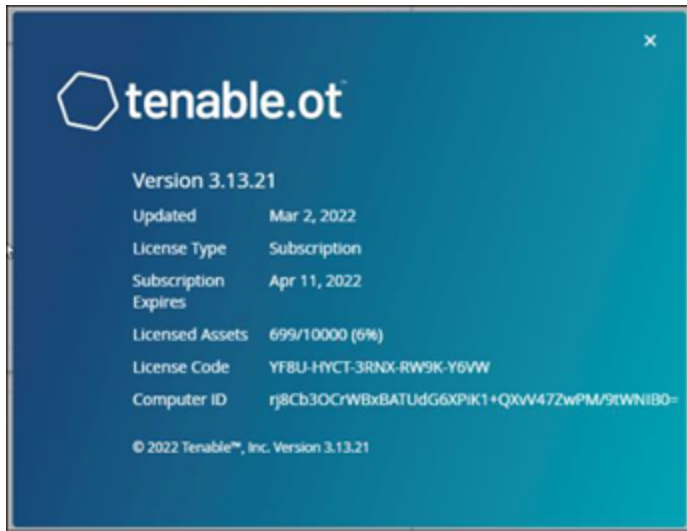 tenable.ot™
Version 3.13.21
Updated Mar 2, 2022
License Type Subscription
Subscription Apr 11, 2022
Expires
Licensed Assets 699/10000 (6%)
License Code YF8U-HYCT-3RNX-RW9K-Y6VW
Computer ID rj8Cb3OCrWBxBATUdG6XPiK1+QXvV47ZwPM/9tWNIB0=
© 2022 Tenable™, Inc. Version 3.13.21